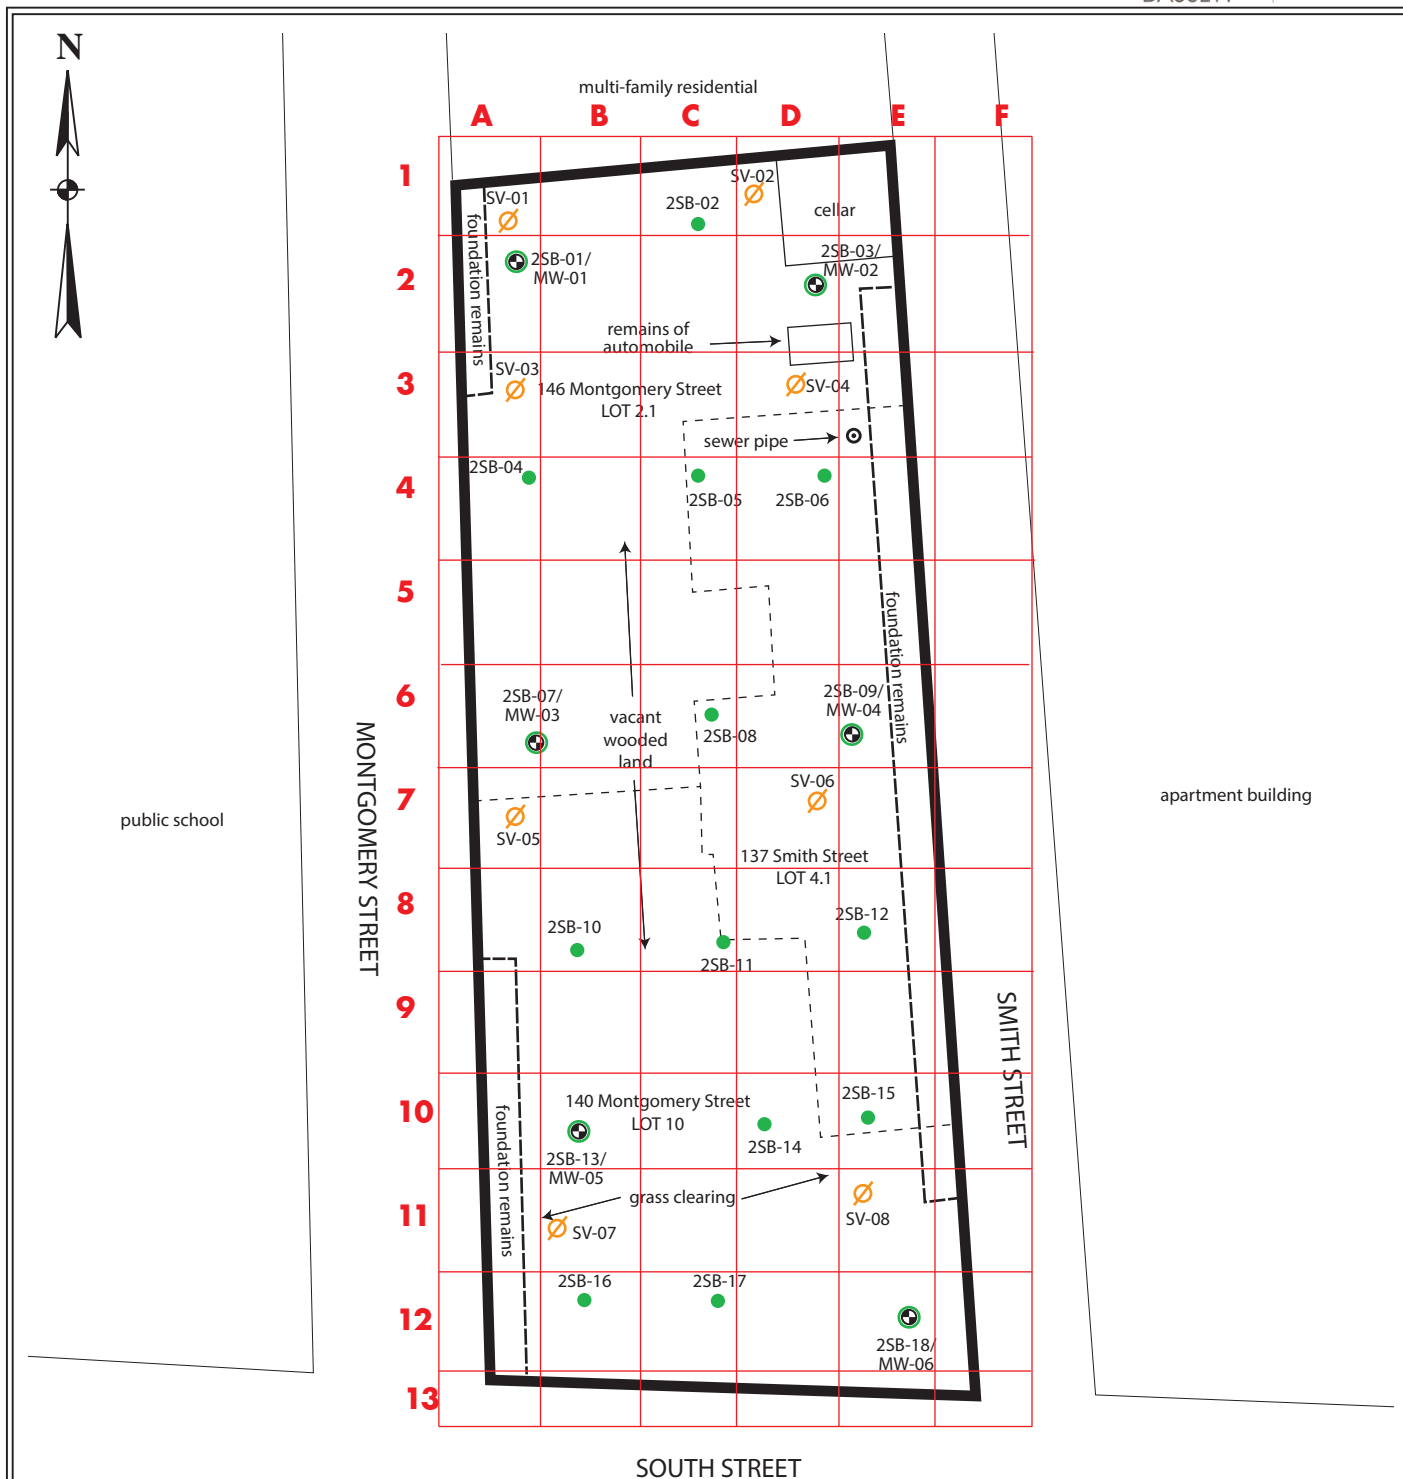 N
multi-family residential
A B C D E F
1
SV-01
2SB-02
SV-02
cellar
foundation remains
2
2SB-01/
MW-01
2SB-03/
MW-02
remains of
automobile
3
SV-03
146 Montgomery Street
LOT 2.1
SV-04
sewer pipe
4
2SB-04
2SB-05
2SB-06
5
foundation remains
6
2SB-07/
MW-03
vacant
wooded
land
2SB-08
2SB-09/
MW-04
MONTGOMERY STREET
7
SV-05
SV-06
public school
apartment building
137 Smith Street
LOT 4.1
8
2SB-10
2SB-11
2SB-12
9
SMITH STREET
10
140 Montgomery Street
LOT 10
2SB-13/
MW-05
2SB-14
2SB-15
foundation remains
11
grass clearing
SV-07
SV-08
12
2SB-16
2SB-17
2SB-18/
MW-06
13
SOUTH STREET